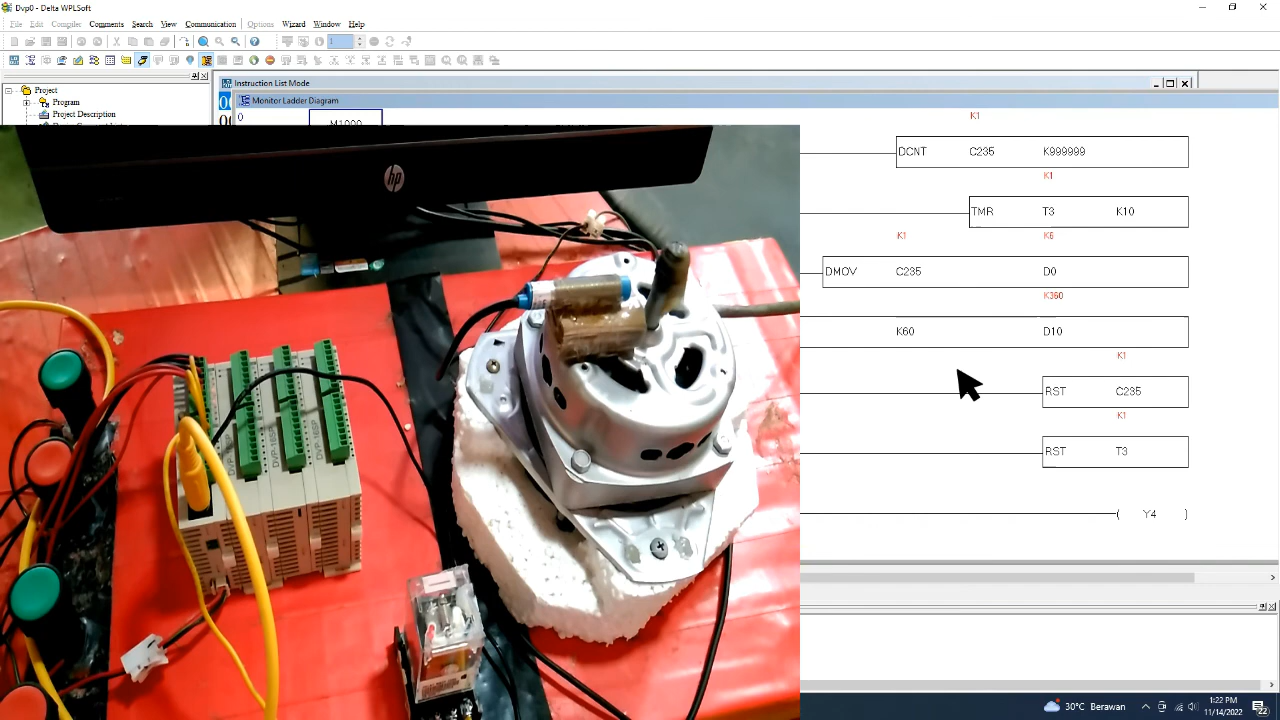 Dvp0 - Delta WPLSoft
File Edit Compiler Comments Search View Communication Options Wizard Window Help
1
Project
Program
Project Description
Instruction List Mode
Monitor Ladder Diagram
0
M1000
K1
DCNT C235 K999999
K1
TMR T3 K10
K1 K6
DMOV C235 D0
K360
K60 D10
K1
RST C235
K1
RST T3
( Y4 )
hp
DVP-16SP
30°C Berawan
1:22 PM
11/14/2022